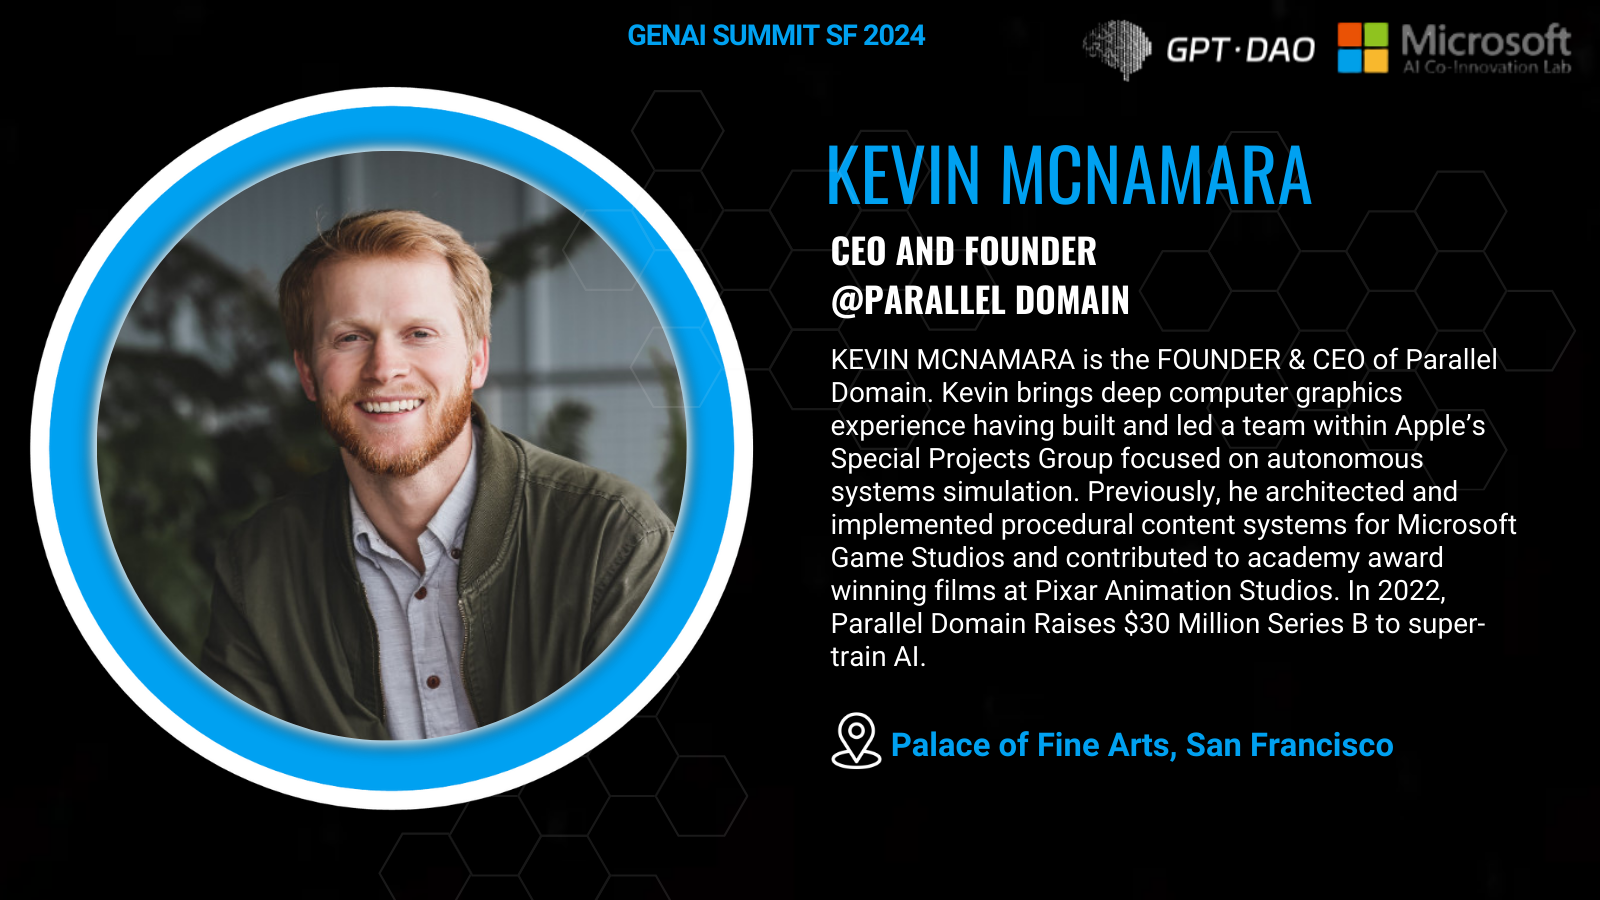 GENAI SUMMIT SF 2024
GPT·DAO
Microsoft
AI Co-Innovation Lab
KEVIN MCNAMARA
CEO AND FOUNDER
@PARALLEL DOMAIN
KEVIN MCNAMARA is the FOUNDER & CEO of Parallel
Domain. Kevin brings deep computer graphics
experience having built and led a team within Apple’s
Special Projects Group focused on autonomous
systems simulation. Previously, he architected and
implemented procedural content systems for Microsoft
Game Studios and contributed to academy award
winning films at Pixar Animation Studios. In 2022,
Parallel Domain Raises $30 Million Series B to super-
train AI.
Palace of Fine Arts, San Francisco